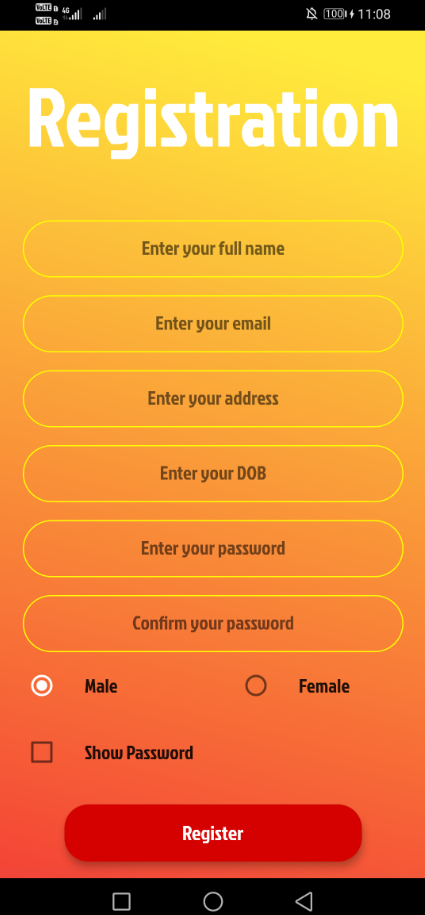 VoLTE 4G 100 11:08
VoLTE
Registration
Enter your full name
Enter your email
Enter your address
Enter your DOB
Enter your password
Confirm your password
Male Female
Show Password
Register